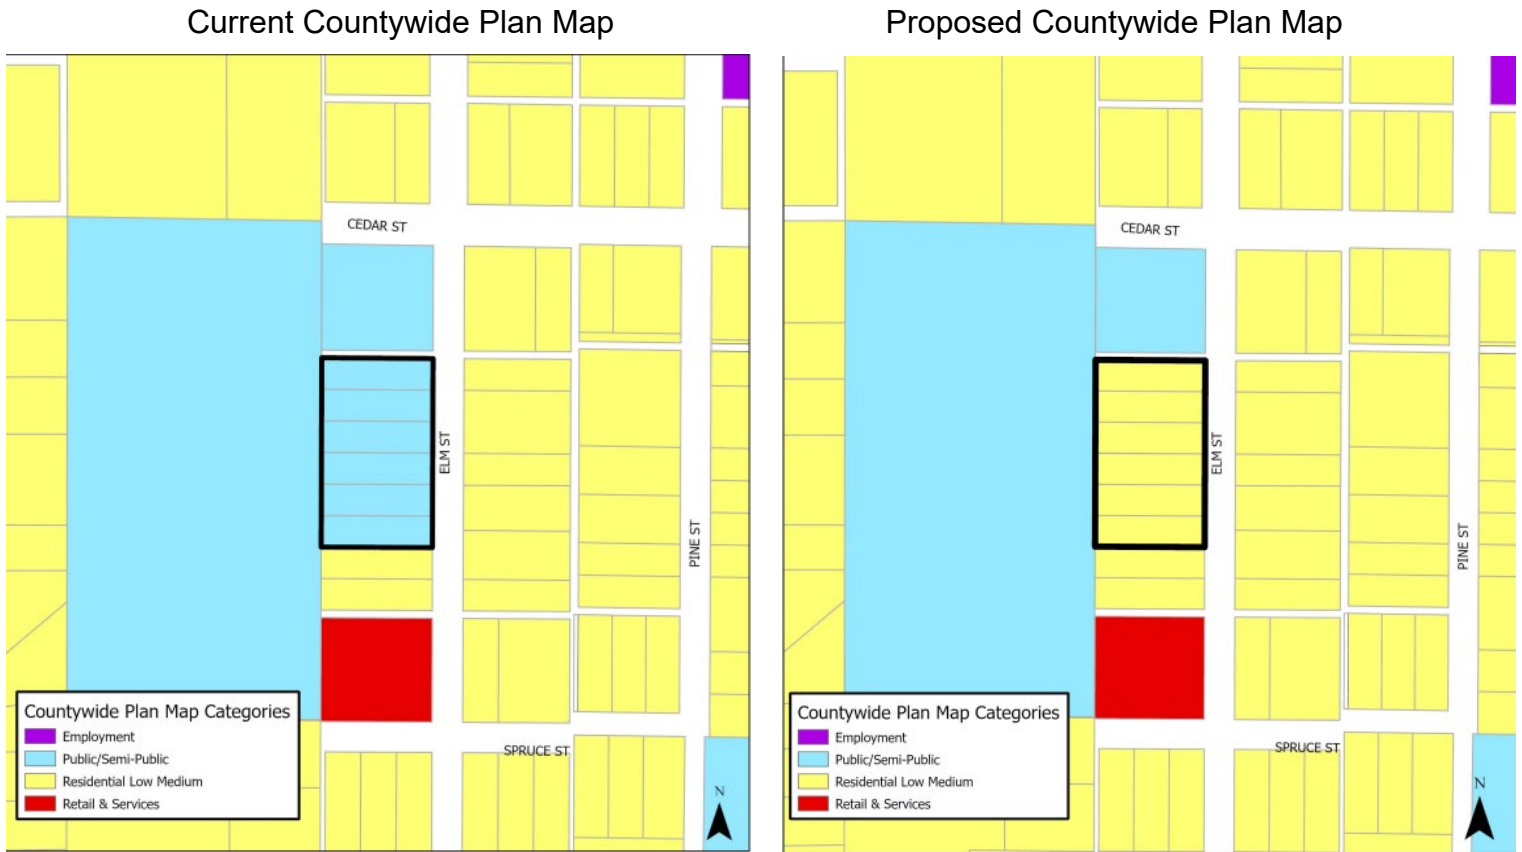 Current Countywide Plan Map
CEDAR ST
ELM ST
PINE ST
SPRUCE ST
Countywide Plan Map Categories
Employment
Public/Semi-Public
Residential Low Medium
Retail & Services
N
Proposed Countywide Plan Map
CEDAR ST
ELM ST
PINE ST
SPRUCE ST
Countywide Plan Map Categories
Employment
Public/Semi-Public
Residential Low Medium
Retail & Services
N